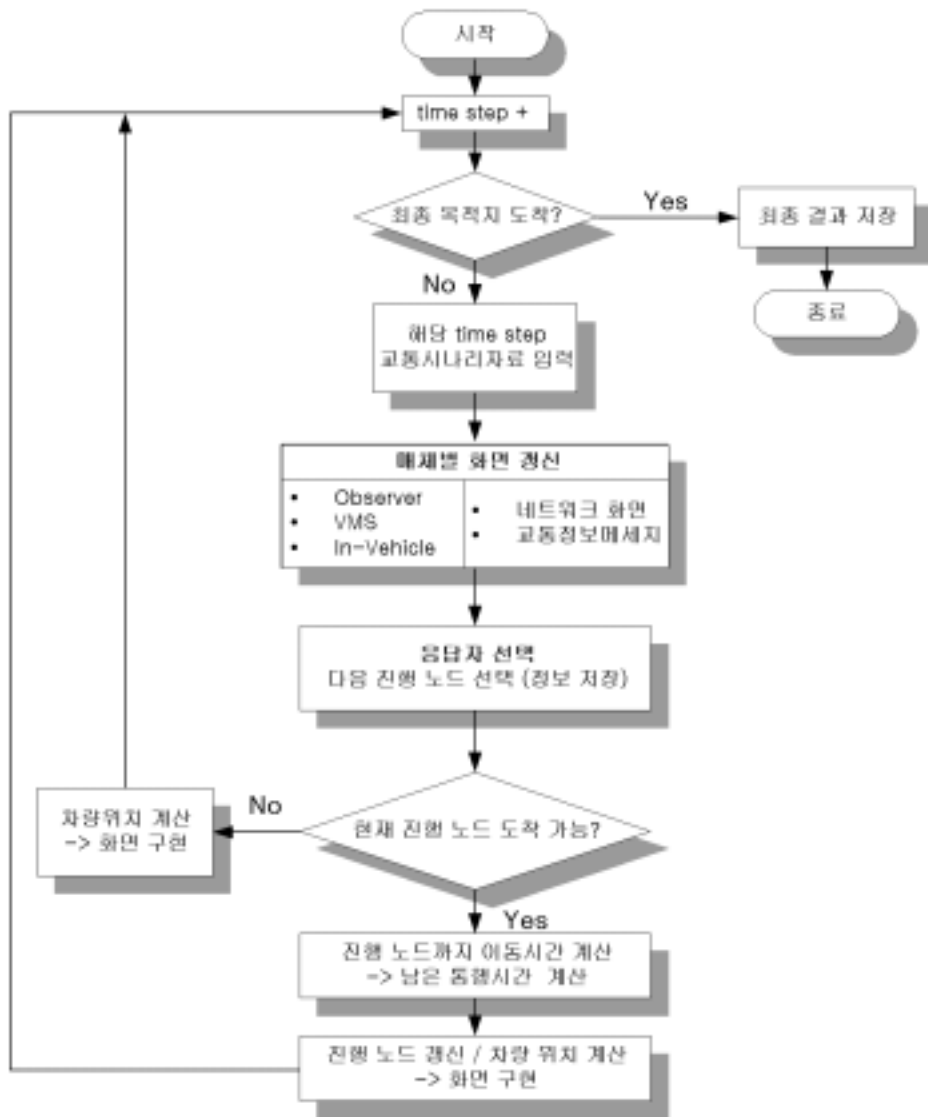 시작
time step +
최종 목적지 도착?
Yes
최종 결과 저장
종료
No
해당 time step
교통시나리자료 입력
매체별 화면 갱신
• Observer
• VMS
• In-Vehicle
• 네트워크 화면
• 교통정보메세지
응답자 선택
다음 진행 노드 선택 (정보 저장)
현재 진행 노드 도착 가능?
No
차량위치 계산
-> 화면 구현
Yes
진행 노드까지 이동시간 계산
-> 남은 통행시간 계산
진행 노드 갱신 / 차량 위치 계산
-> 화면 구현